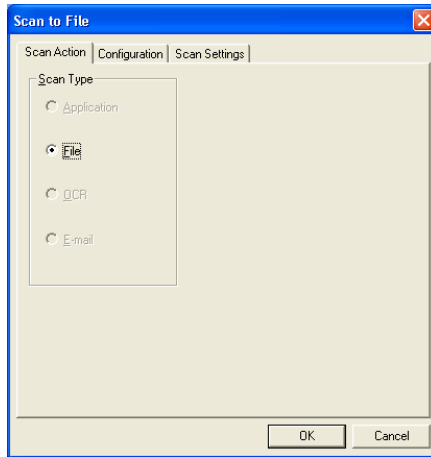 Scan to File
Scan Action Configuration Scan Settings
Scan Type
Application
File
OCR
E-mail
OK Cancel